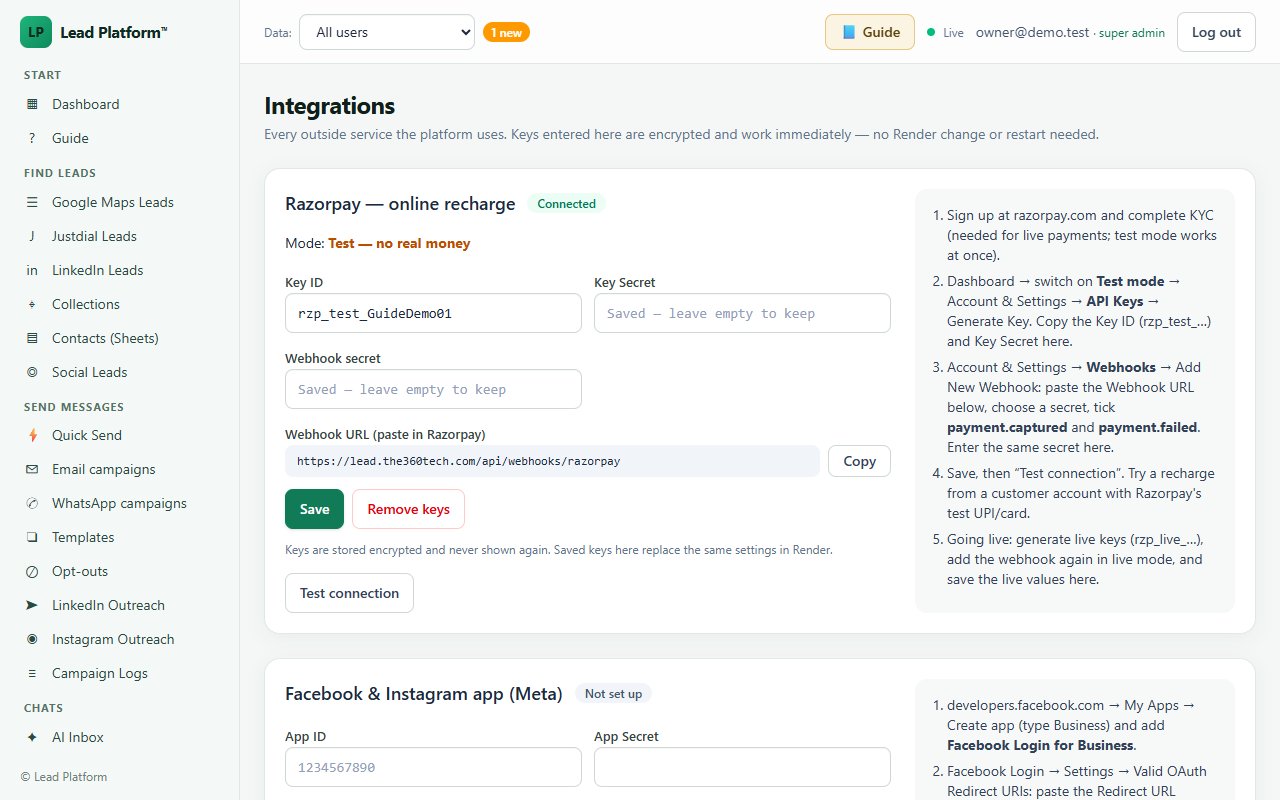 LP Lead Platform™
START
Dashboard
? Guide
FIND LEADS
Google Maps Leads
J Justdial Leads
in LinkedIn Leads
Collections
Contacts (Sheets)
Social Leads
SEND MESSAGES
Quick Send
Email campaigns
WhatsApp campaigns
Templates
Opt-outs
LinkedIn Outreach
Instagram Outreach
Campaign Logs
CHATS
AI Inbox
© Lead Platform
Data: All users 1 new
Guide Live owner@demo.test · super admin Log out
Integrations
Every outside service the platform uses. Keys entered here are encrypted and work immediately — no Render change or restart needed.
Razorpay — online recharge Connected
Mode: Test — no real money
Key ID Key Secret
rzp_test_GuideDemo01 Saved — leave empty to keep
Webhook secret
Saved — leave empty to keep
Webhook URL (paste in Razorpay)
https://lead.the360tech.com/api/webhooks/razorpay Copy
Save Remove keys
Keys are stored encrypted and never shown again. Saved keys here replace the same settings in Render.
Test connection
1. Sign up at razorpay.com and complete KYC
(needed for live payments; test mode works
at once).
2. Dashboard → switch on Test mode →
Account & Settings → API Keys →
Generate Key. Copy the Key ID (rzp_test_…)
and Key Secret here.
3. Account & Settings → Webhooks → Add
New Webhook: paste the Webhook URL
below, choose a secret, tick
payment.captured and payment.failed.
Enter the same secret here.
4. Save, then “Test connection”. Try a recharge
from a customer account with Razorpay's
test UPI/card.
5. Going live: generate live keys (rzp_live_…),
add the webhook again in live mode, and
save the live values here.
Facebook & Instagram app (Meta) Not set up
App ID App Secret
1234567890
1. developers.facebook.com → My Apps →
Create app (type Business) and add
Facebook Login for Business.
2. Facebook Login → Settings → Valid OAuth
Redirect URIs: paste the Redirect URL